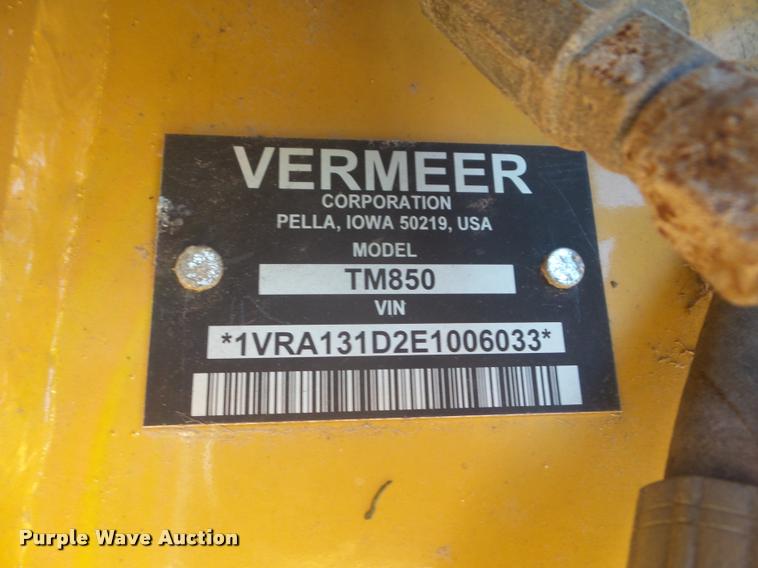 VERMEER
CORPORATION
PELLA, IOWA 50219, USA
MODEL
TM850
VIN
*1VRA131D2E1006033*
Purple Wave Auction